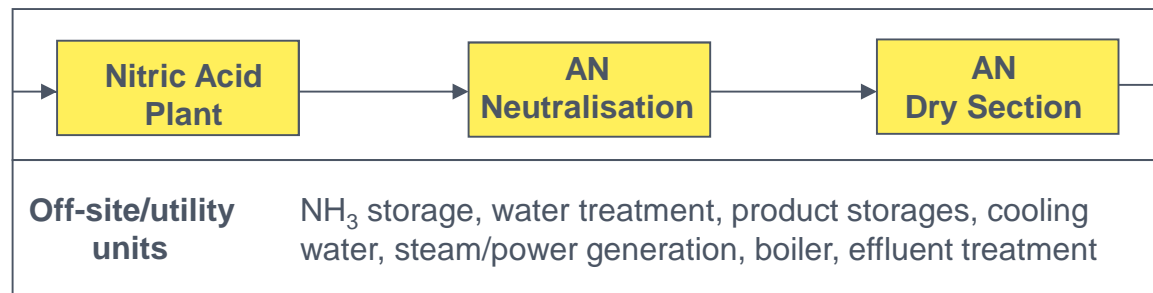 Nitric Acid
Plant
AN
Neutralisation
AN
Dry Section
Off-site/utility
units
NH₃ storage, water treatment, product storages, cooling
water, steam/power generation, boiler, effluent treatment